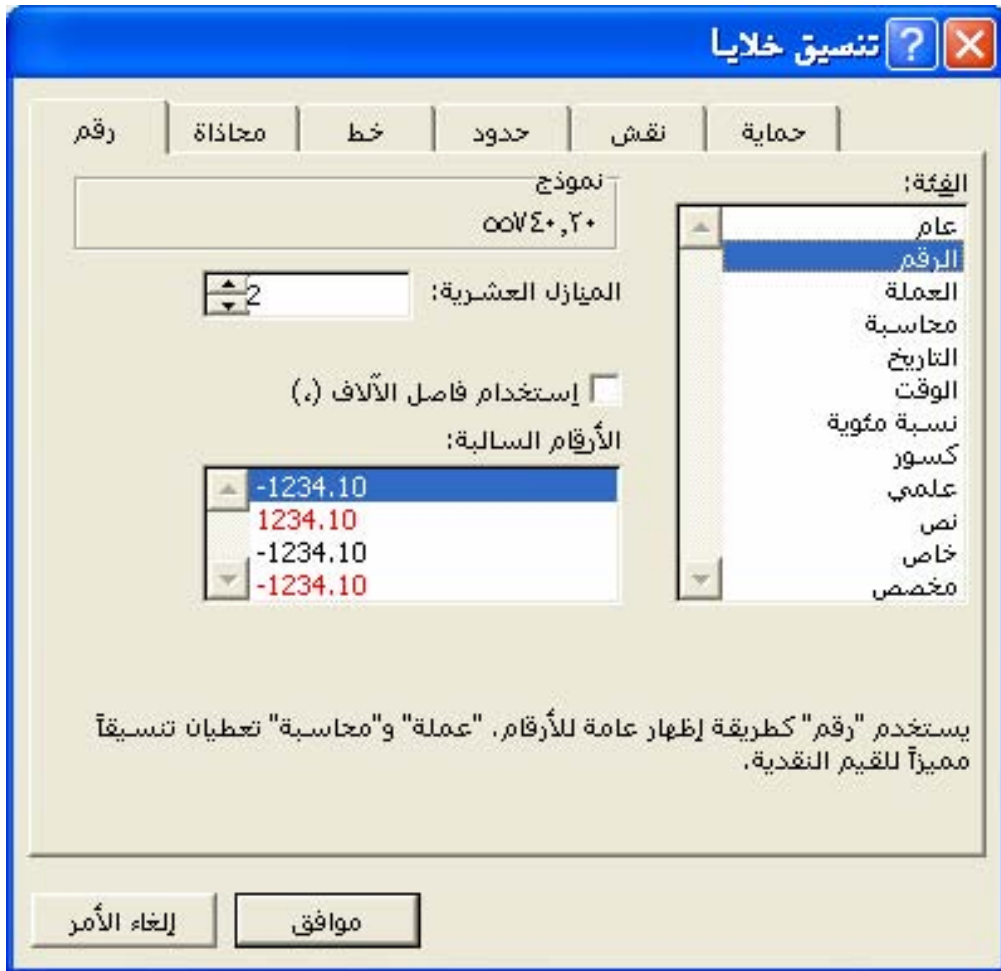 تنسيق خلايا
رقم
محاذاة
خط
حدود
نقش
حماية
الفئة:
عام
الرقم
العملة
محاسبة
التاريخ
الوقت
نسبة مئوية
كسور
علمي
نص
خاص
مخصص
نموذج
٥٥٧٤٠,٢٠
المنازل العشرية:
2
إستخدام فاصل الآلاف (،)
الأرقام السالبة:
-1234.10
1234.10
-1234.10
-1234.10
يستخدم "رقم" كطريقة إظهار عامة للأرقام. "عملة" و"محاسبة" تعطيان تنسيقاً
مميزاً للقيم النقدية.
موافق
إلغاء الأمر